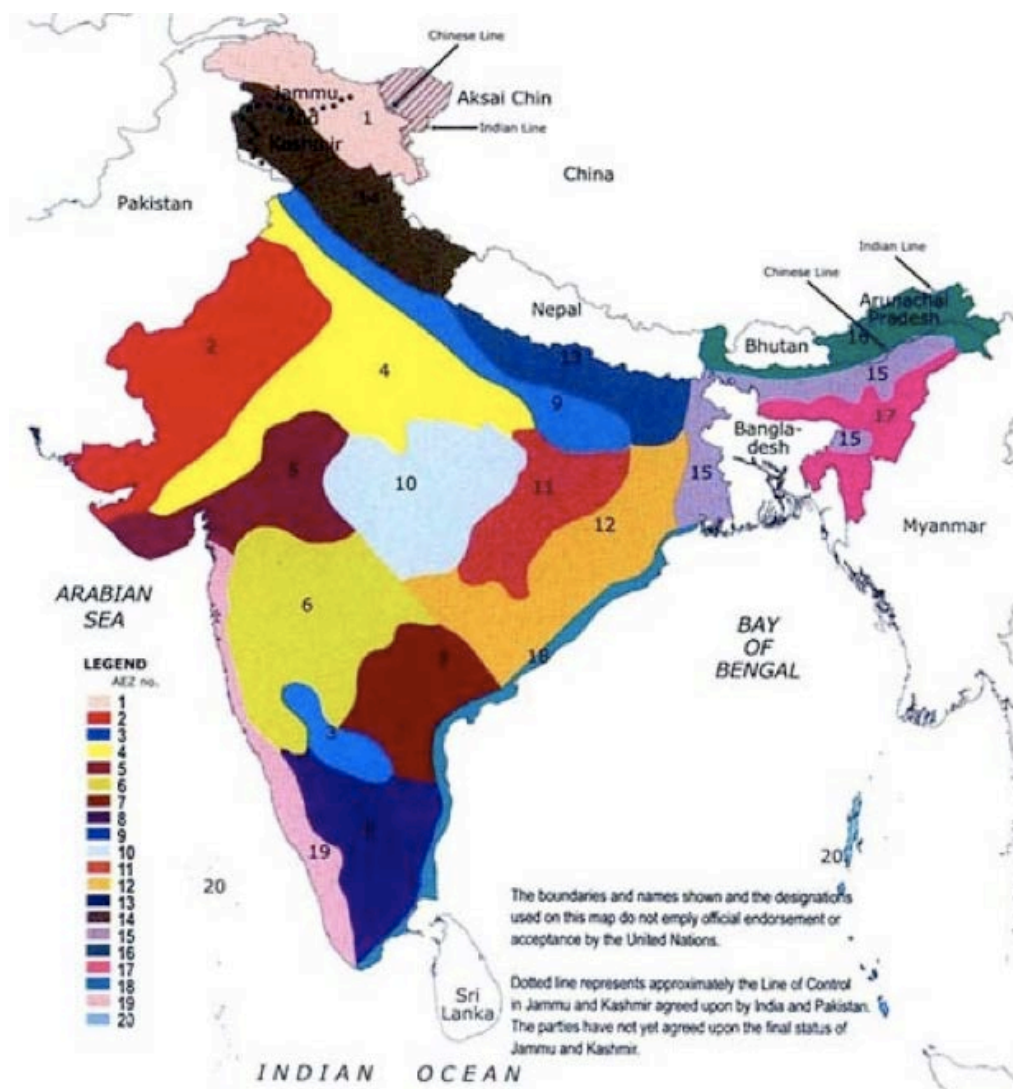 Chinese Line
Jammu
And
Aksai Chin
1
Indian Line
Kashmir
China
14
Pakistan
Indian Line
Chinese Line
Nepal
Arunachal
Pradesh
Bhutan
16
2
13
4
15
9
17
Bangla-
desh
15
5
10
11
15
12
Myanmar
ARABIAN
SEA
6
BAY
OF
BENGAL
18
7
3
LEGEND
AEZ no.
1
2
3
4
5
6
7
8
9
10
11
12
13
14
15
16
17
18
19
20
8
19
20
20
The boundaries and names shown and the designations
used on this map do not emply official endorsement or
acceptance by the United Nations.
Dotted line represents approximately the Line of Control
in Jammu and Kashmir agreed upon by India and Pakistan.
The parties have not yet agreed upon the final status of
Jammu and Kashmir.
Sri
Lanka
INDIAN OCEAN